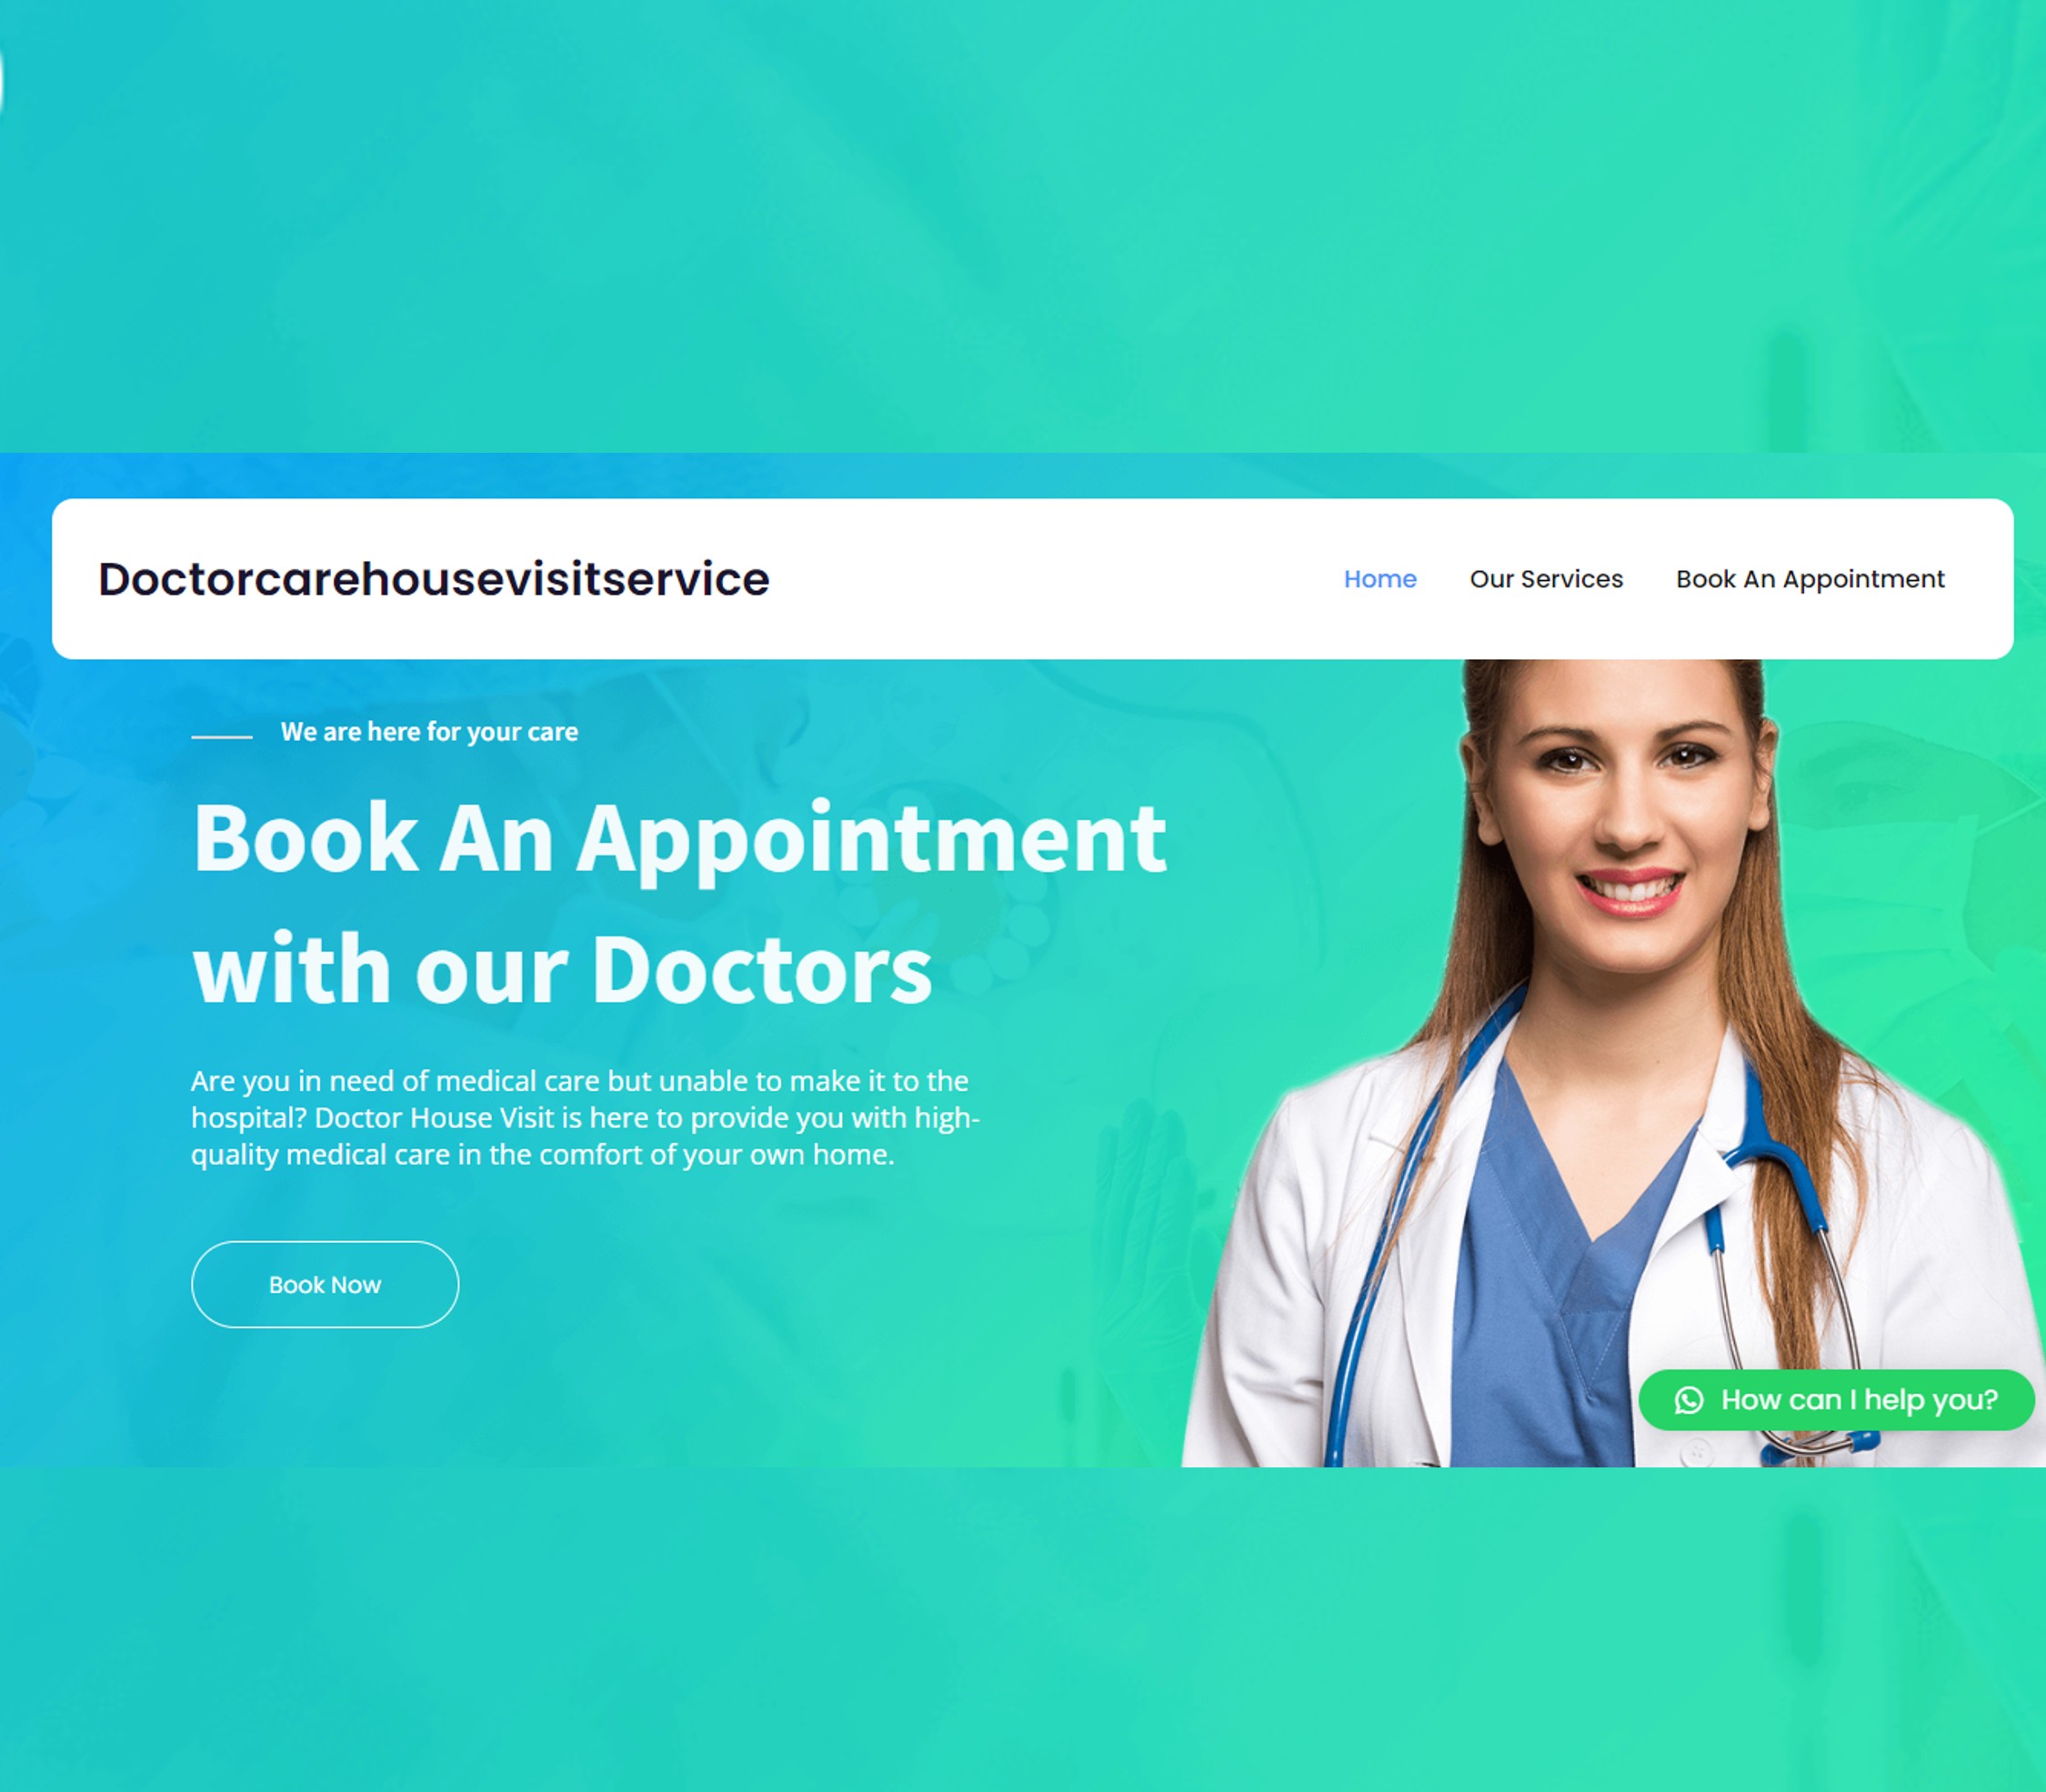 Doctorcarehousevisitservice
Home Our Services Book An Appointment
We are here for your care
Book An Appointment
with our Doctors
Are you in need of medical care but unable to make it to the
hospital? Doctor House Visit is here to provide you with high-
quality medical care in the comfort of your own home.
Book Now
How can I help you?